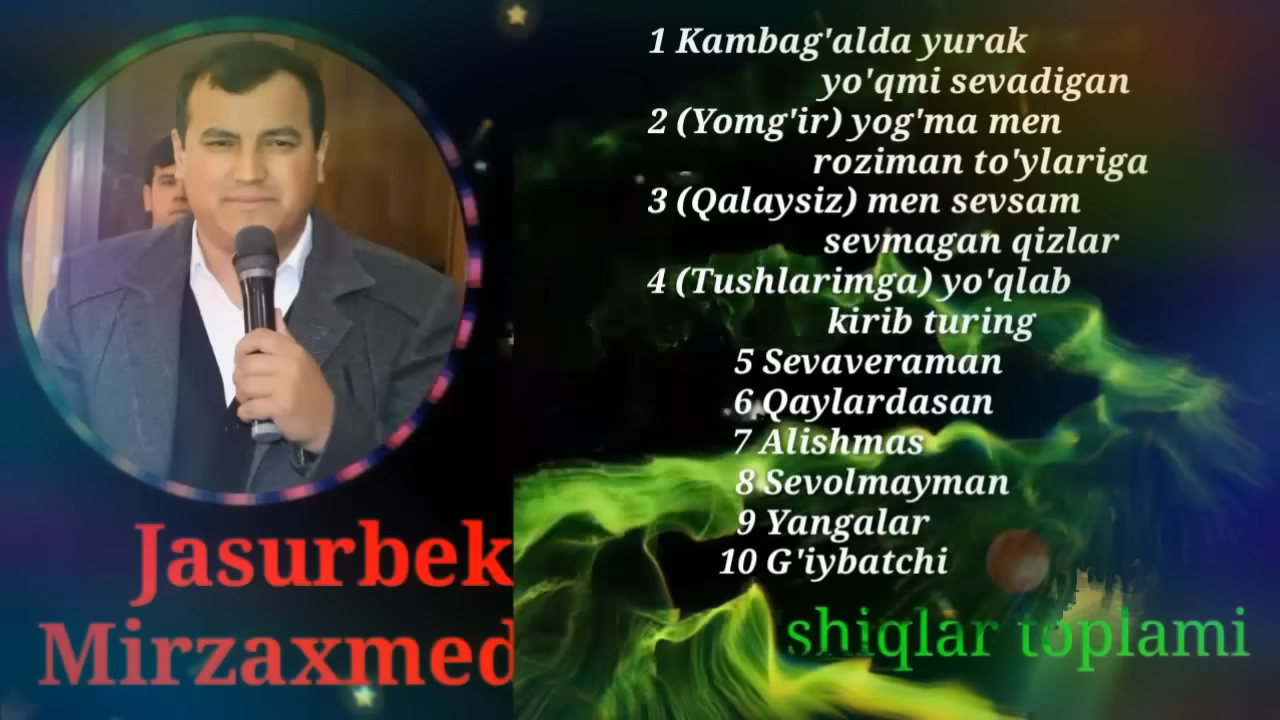 1 Kambag'alda yurak
yo'qmi sevadigan
2 (Yomg'ir) yog'ma men
roziman to'ylariga
3 (Qalaysiz) men sevsam
sevmagan qizlar
4 (Tushlarimga) yo'qlab
kirib turing
5 Sevaveraman
6 Qaylardasan
7 Alishmas
8 Sevolmayman
9 Yangalar
10 G'iybatchi
Jasurbek
Mirzaxmed
shiqlar toplami